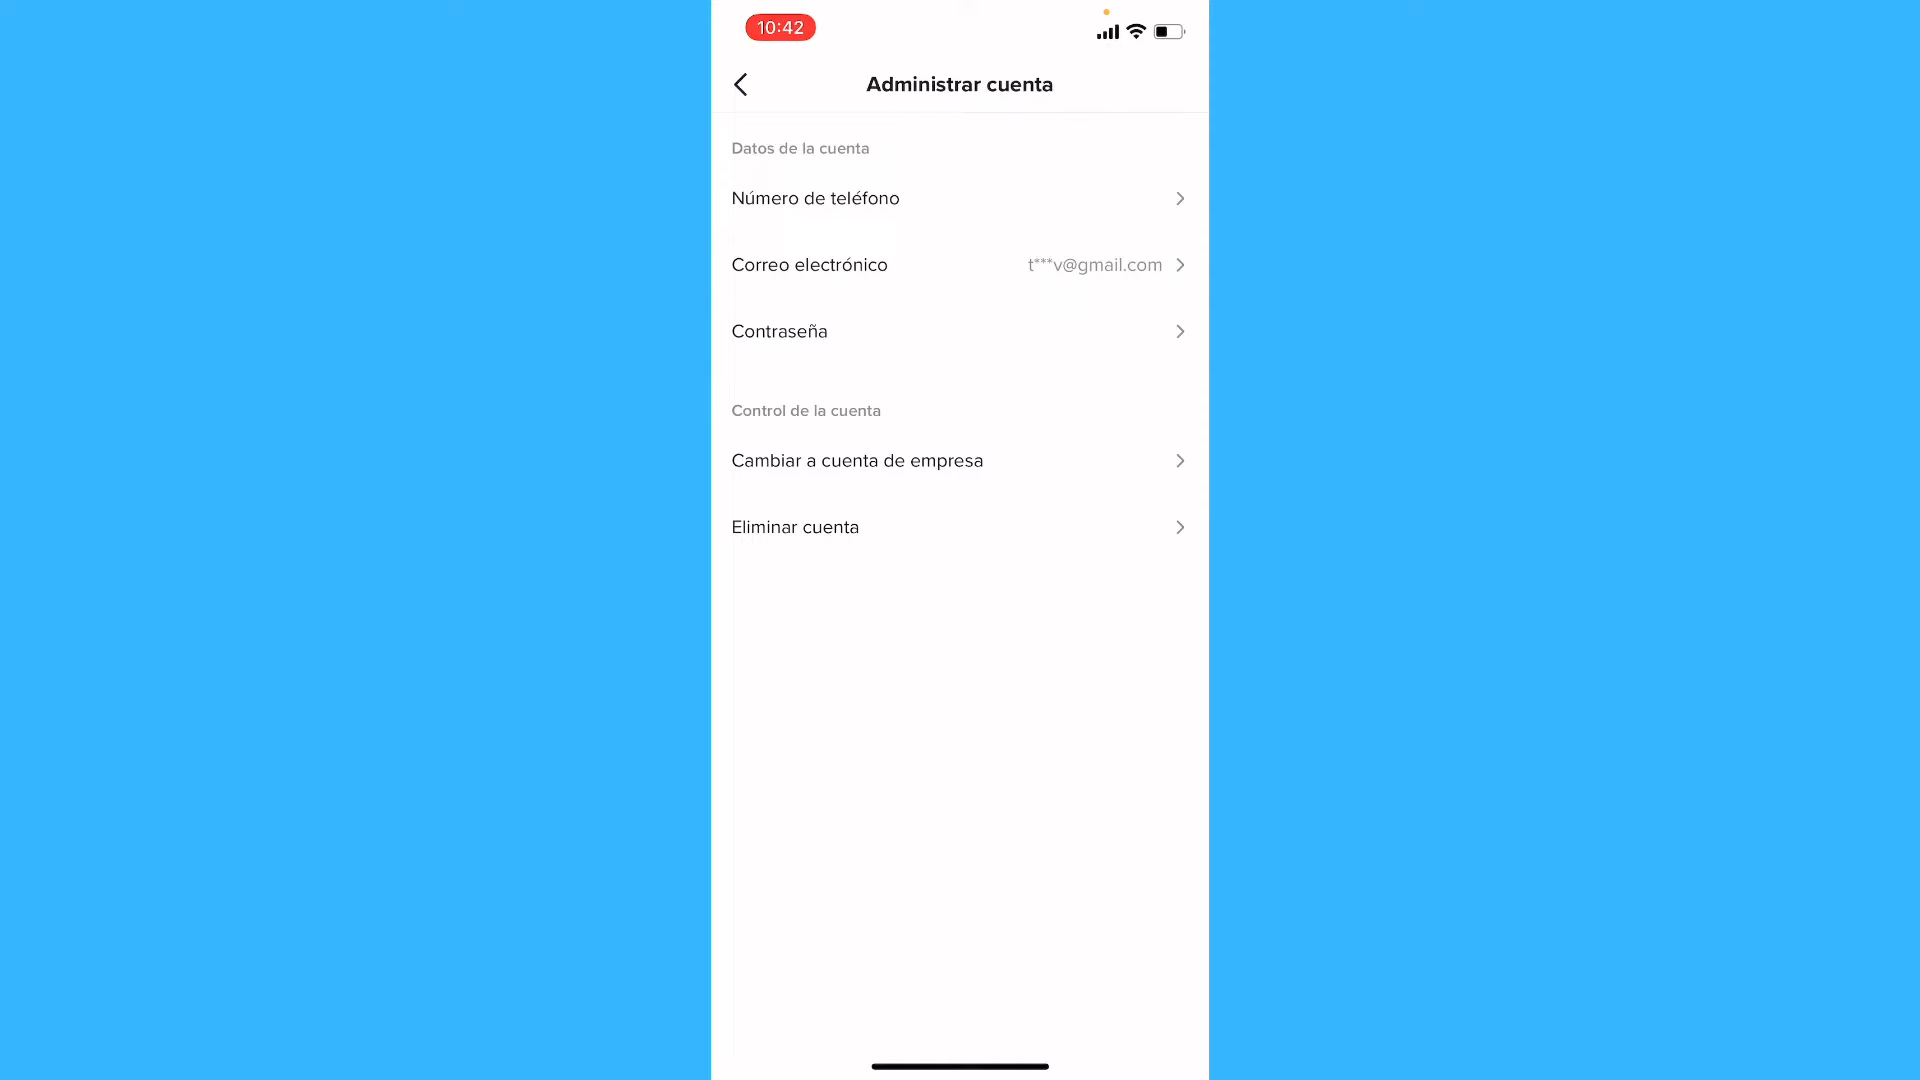 10:42
Administrar cuenta
Datos de la cuenta
Número de teléfono
Correo electrónico t***v@gmail.com
Contraseña
Control de la cuenta
Cambiar a cuenta de empresa
Eliminar cuenta